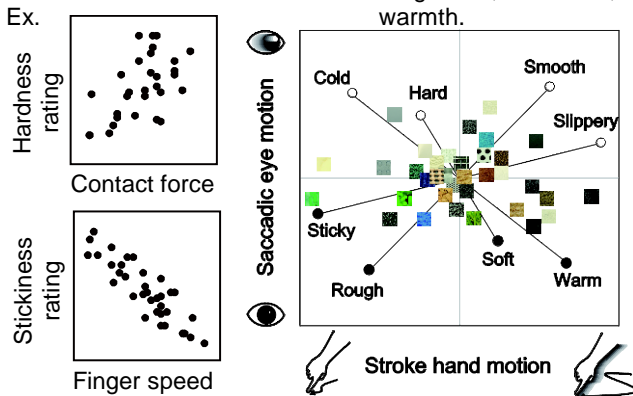 Ex.
warmth.
Hardness
rating
Contact force
Stickiness
rating
Finger speed
Saccadic eye motion
Cold
Hard
Smooth
Slippery
Sticky
Rough
Soft
Warm
Stroke hand motion